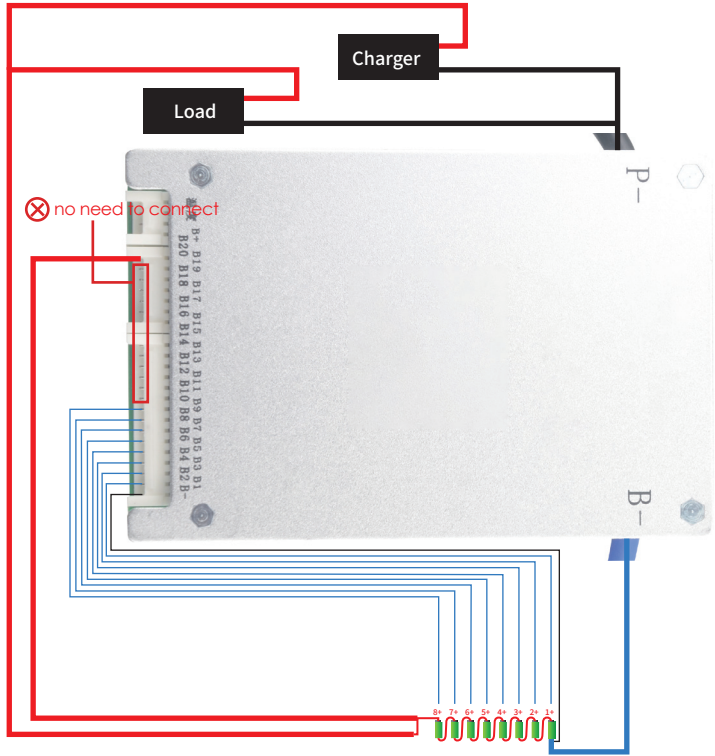 Charger
Load
P-
no need to connect
B+
B20
B19
B18
B17
B16
B15
B14
B13
B12
B11
B10
B9
B8
B7
B6
B5
B4
B3
B2
B1
B-
B-
8+ 7+ 6+ 5+ 4+ 3+ 2+ 1+